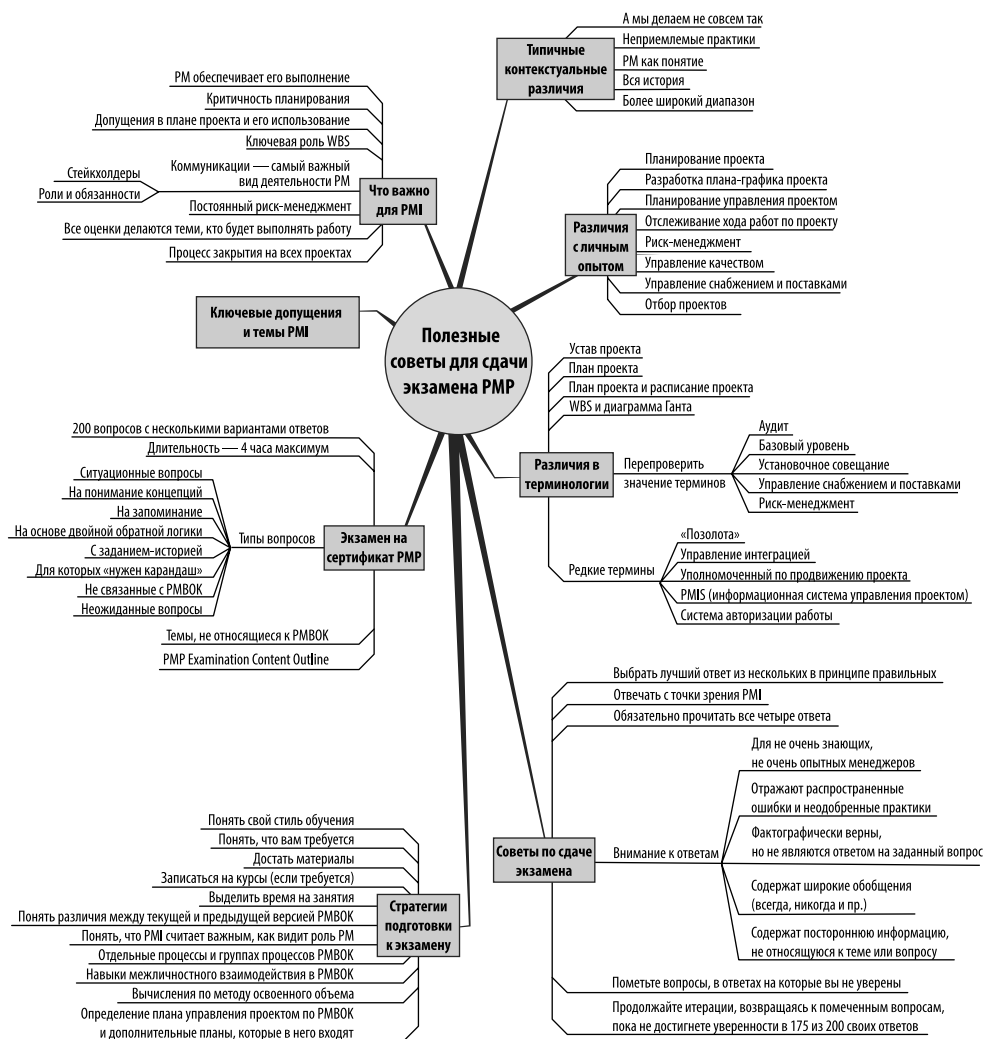 А мы делаем не совсем так
Неприемлемые практики
РМ как понятие
Вся история
Более широкий диапазон
Типичные
контекстуальные
различия
РМ обеспечивает его выполнение
Критичность планирования
Допущения в плане проекта и его использование
Ключевая роль WBS
Коммуникации — самый важный
вид деятельности РМ
Стейкхолдеры
Роли и обязанности
Постоянный риск-менеджмент
Все оценки делаются теми, кто будет выполнять работу
Процесс закрытия на всех проектах
Что важно
для PMI
Планирование проекта
Разработка плана-графика проекта
Планирование управления проектом
Отслеживание хода работ по проекту
Риск-менеджмент
Управление качеством
Управление снабжением и поставками
Отбор проектов
Различия
с личным
опытом
Ключевые допущения
и темы PMI
Полезные
советы для сдачи
экзамена PMP
Устав проекта
План проекта
План проекта и расписание проекта
WBS и диаграмма Ганта
Различия в
терминологии
Перепроверить
значение терминов
Аудит
Базовый уровень
Установочное совещание
Управление снабжением и поставками
Риск-менеджмент
Редкие термины
«Позолота»
Управление интеграцией
Уполномоченный по продвижению проекта
PMIS (информационная система управления проектом)
Система авторизации работы
200 вопросов с несколькими вариантами ответов
Длительность — 4 часа максимум
Ситуационные вопросы
На понимание концепций
На запоминание
На основе двойной обратной логики
С заданием-историей
Для которых «нужен карандаш»
Не связанные с PMBOK
Неожиданные вопросы
Типы вопросов
Экзамен на
сертификат PMP
Темы, не относящиеся к PMBOK
PMP Examination Content Outline
Выбрать лучший ответ из нескольких в принципе правильных
Отвечать с точки зрения PMI
Обязательно прочитать все четыре ответа
Советы по сдаче
экзамена
Внимание к ответам
Для не очень знающих,
не очень опытных менеджеров
Отражают распространенные
ошибки и неодобренные практики
Фактографически верны,
но не являются ответом на заданный вопрос
Содержат широкие обобщения
(всегда, никогда и пр.)
Содержат постороннюю информацию,
не относящуюся к теме или вопросу
Пометьте вопросы, в ответах на которые вы не уверены
Продолжайте итерации, возвращаясь к помеченным вопросам,
пока не достигнете уверенности в 175 из 200 своих ответов
Понять свой стиль обучения
Понять, что вам требуется
Достать материалы
Записаться на курсы (если требуется)
Выделить время на занятия
Понять различия между текущей и предыдущей версией PMBOK
Понять, что PMI считает важным, как видит роль РМ
Отдельные процессы и группах процессов PMBOK
Навыки межличностного взаимодействия в PMBOK
Вычисления по методу освоенного объема
Определение плана управления проектом по PMBOK
и дополнительные планы, которые в него входят
Стратегии
подготовки
к экзамену